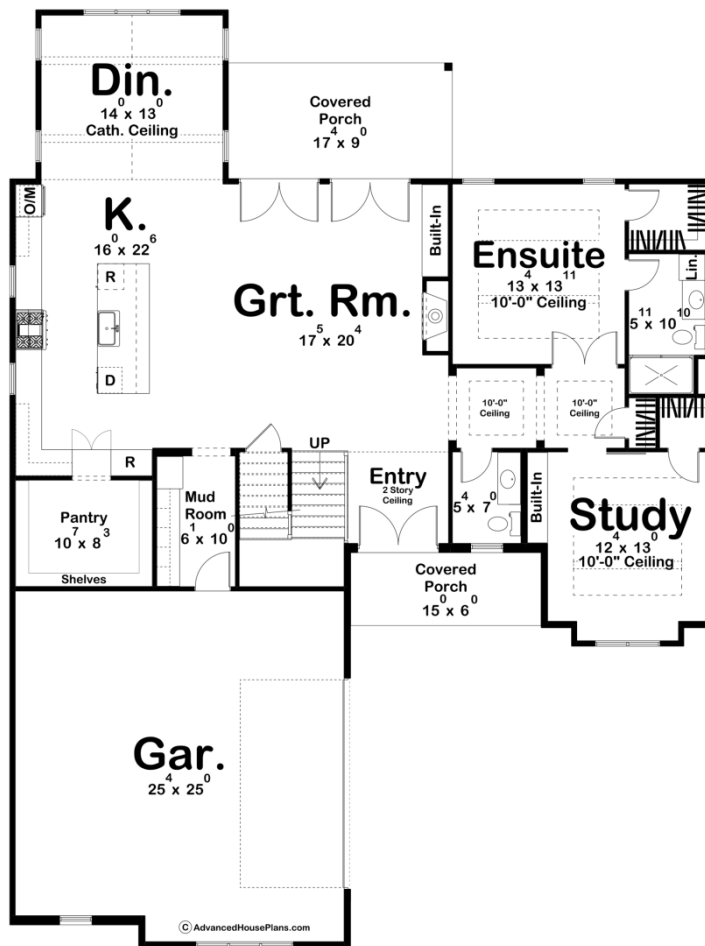 Din.
14⁰ x 13⁰
Cath. Ceiling
Covered
Porch
17⁴ x 9⁰
O/M
K.
16⁰ x 22⁶
R
D
R
Grt. Rm.
17⁵ x 20⁴
Built-In
Ensuite
13⁴ x 13¹¹
10'-0" Ceiling
Lin.
5¹¹ x 10¹⁰
10'-0"
Ceiling
10'-0"
Ceiling
UP
Entry
2 Story
Ceiling
Pantry
10⁷ x 8³
Shelves
Mud
Room
6¹ x 10⁰
5⁴ x 7⁰
Built-In
Study
12⁴ x 13⁰
10'-0" Ceiling
Covered
Porch
15⁰ x 6⁰
Gar.
25⁴ x 25⁰
© AdvancedHousePlans.com